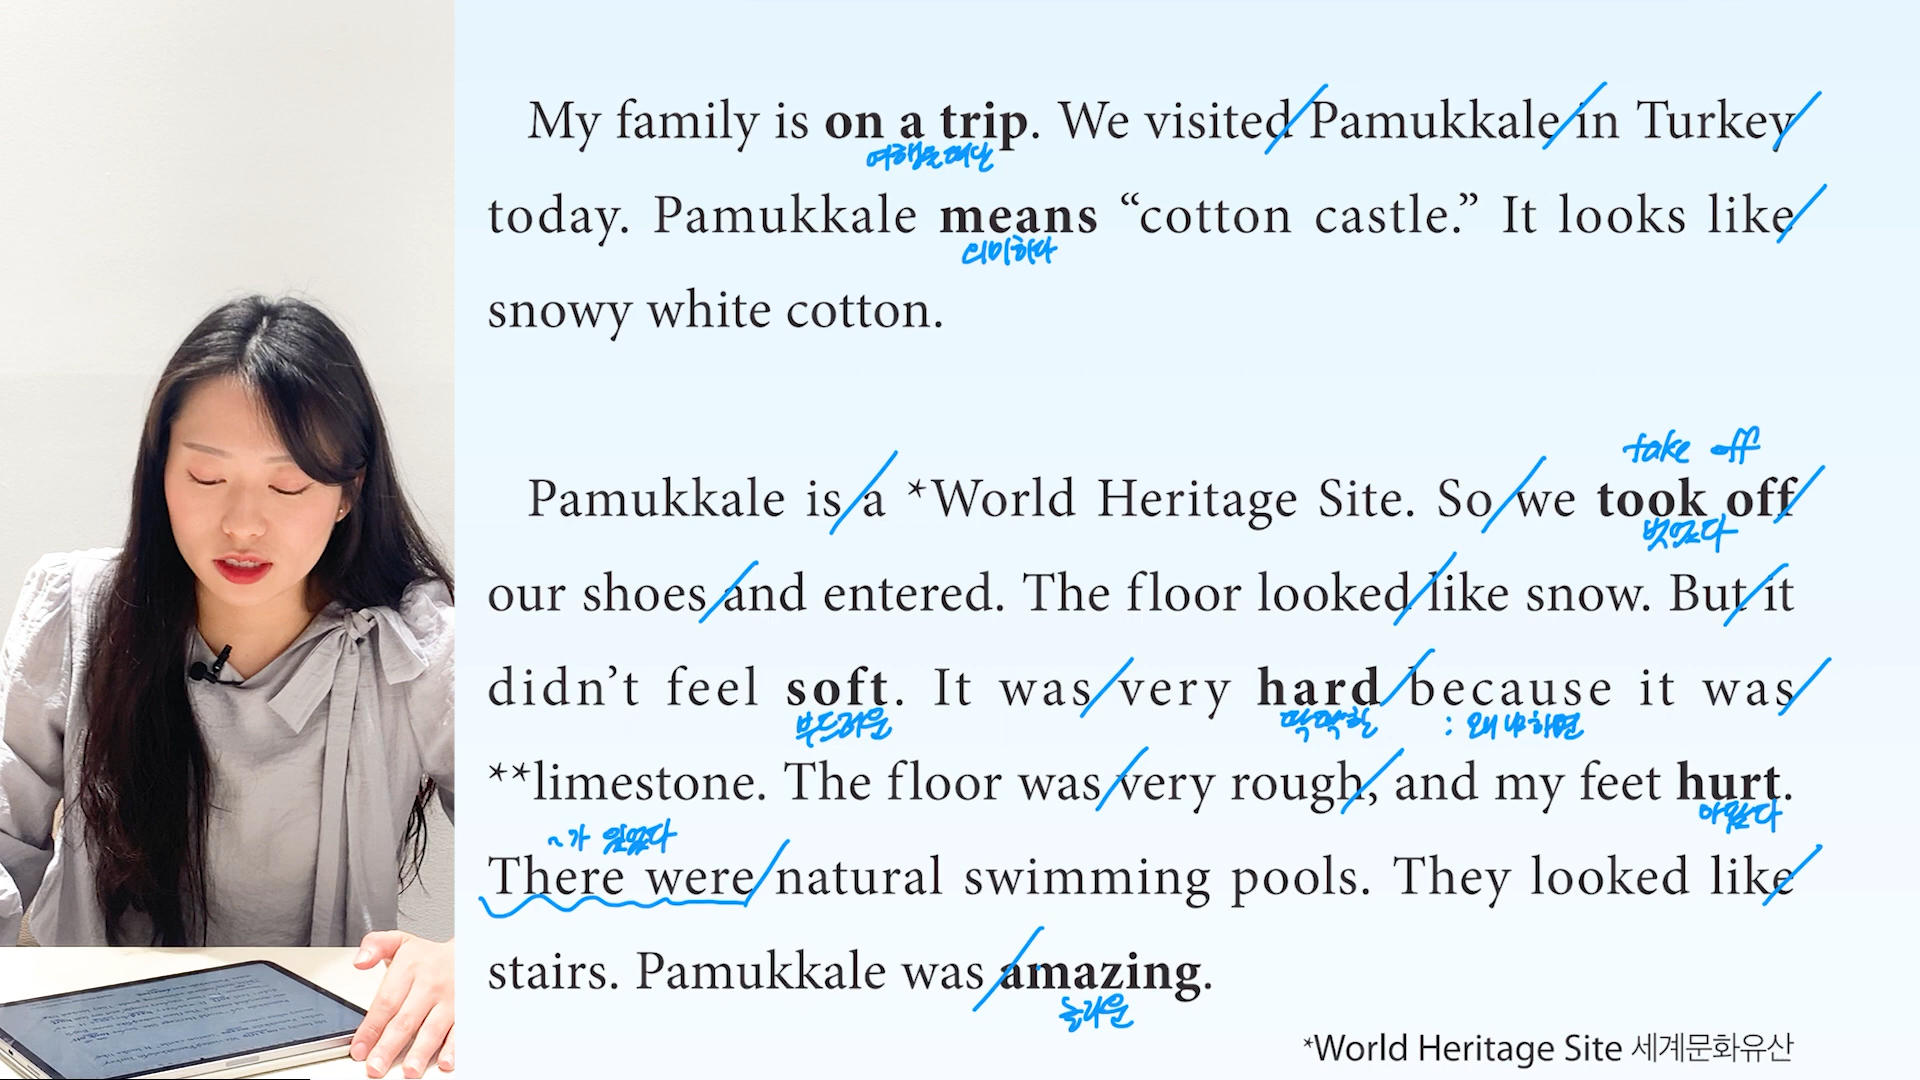 My family is on a trip. We visited Pamukkale in Turkey
여행을 떠난
today. Pamukkale means “cotton castle.” It looks like
의미하다
snowy white cotton.
take off
Pamukkale is a *World Heritage Site. So we took off
벗었다
our shoes and entered. The floor looked like snow. But it
didn’t feel soft. It was very hard because it was
부드러운 딱딱한 : 왜냐하면
**limestone. The floor was very rough, and my feet hurt.
아팠다
~가 있었다
There were natural swimming pools. They looked like
stairs. Pamukkale was amazing.
놀라운
*World Heritage Site 세계문화유산